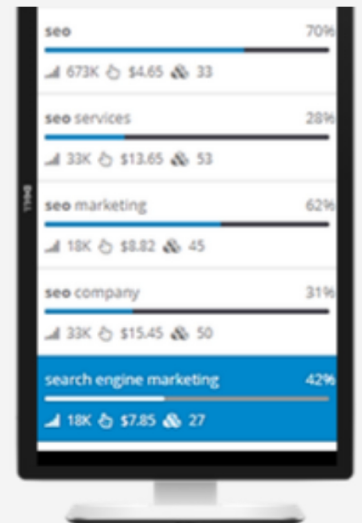 seo 70%
673K $4.65 33
seo services 28%
33K $13.65 53
seo marketing 62%
18K $8.82 45
seo company 31%
33K $15.45 50
search engine marketing 42%
18K $7.85 27
DELL